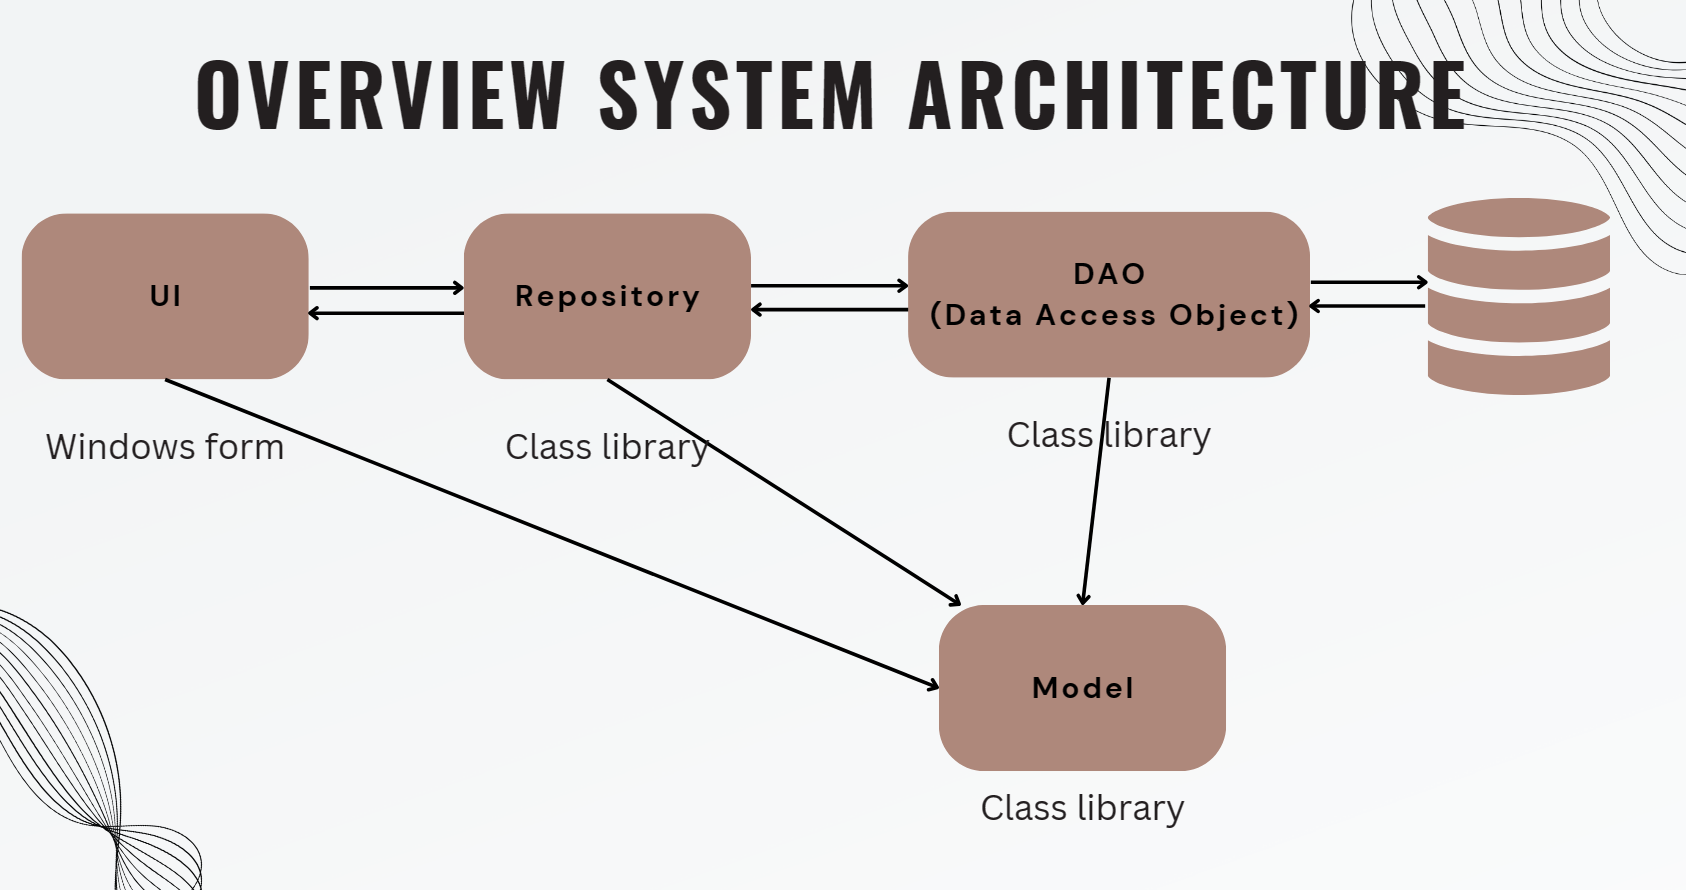 OVERVIEW SYSTEM ARCHITECTURE
UI
Repository
DAO
(Data Access Object)
Windows form
Class library
Class library
Model
Class library